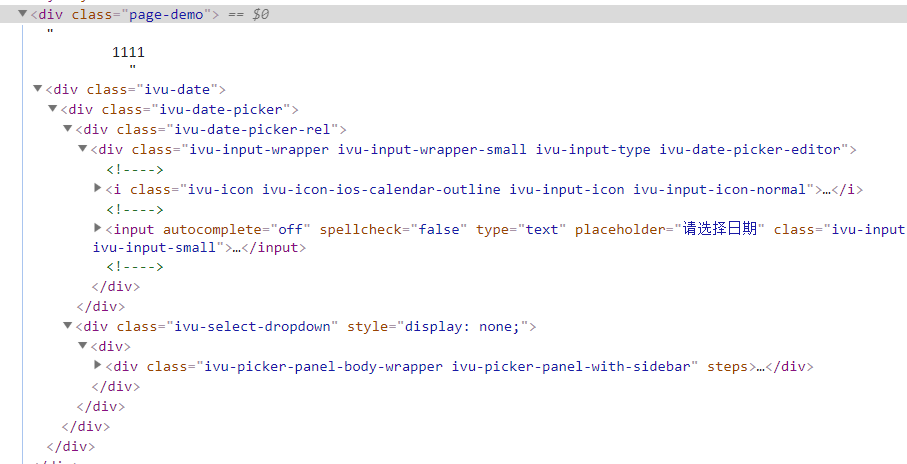 ▼<div class="page-demo"> == $0
"
1111
"
▼<div class="ivu-date">
▼<div class="ivu-date-picker">
▼<div class="ivu-date-picker-rel">
▼<div class="ivu-input-wrapper ivu-input-wrapper-small ivu-input-type ivu-date-picker-editor">
<!---->
▶<i class="ivu-icon ivu-icon-ios-calendar-outline ivu-input-icon ivu-input-icon-normal">…</i>
<!---->
▶<input autocomplete="off" spellcheck="false" type="text" placeholder="请选择日期" class="ivu-input
ivu-input-small">…</input>
<!---->
</div>
</div>
▼<div class="ivu-select-dropdown" style="display: none;">
▼<div>
▶<div class="ivu-picker-panel-body-wrapper ivu-picker-panel-with-sidebar" steps>…</div>
</div>
</div>
</div>
</div>